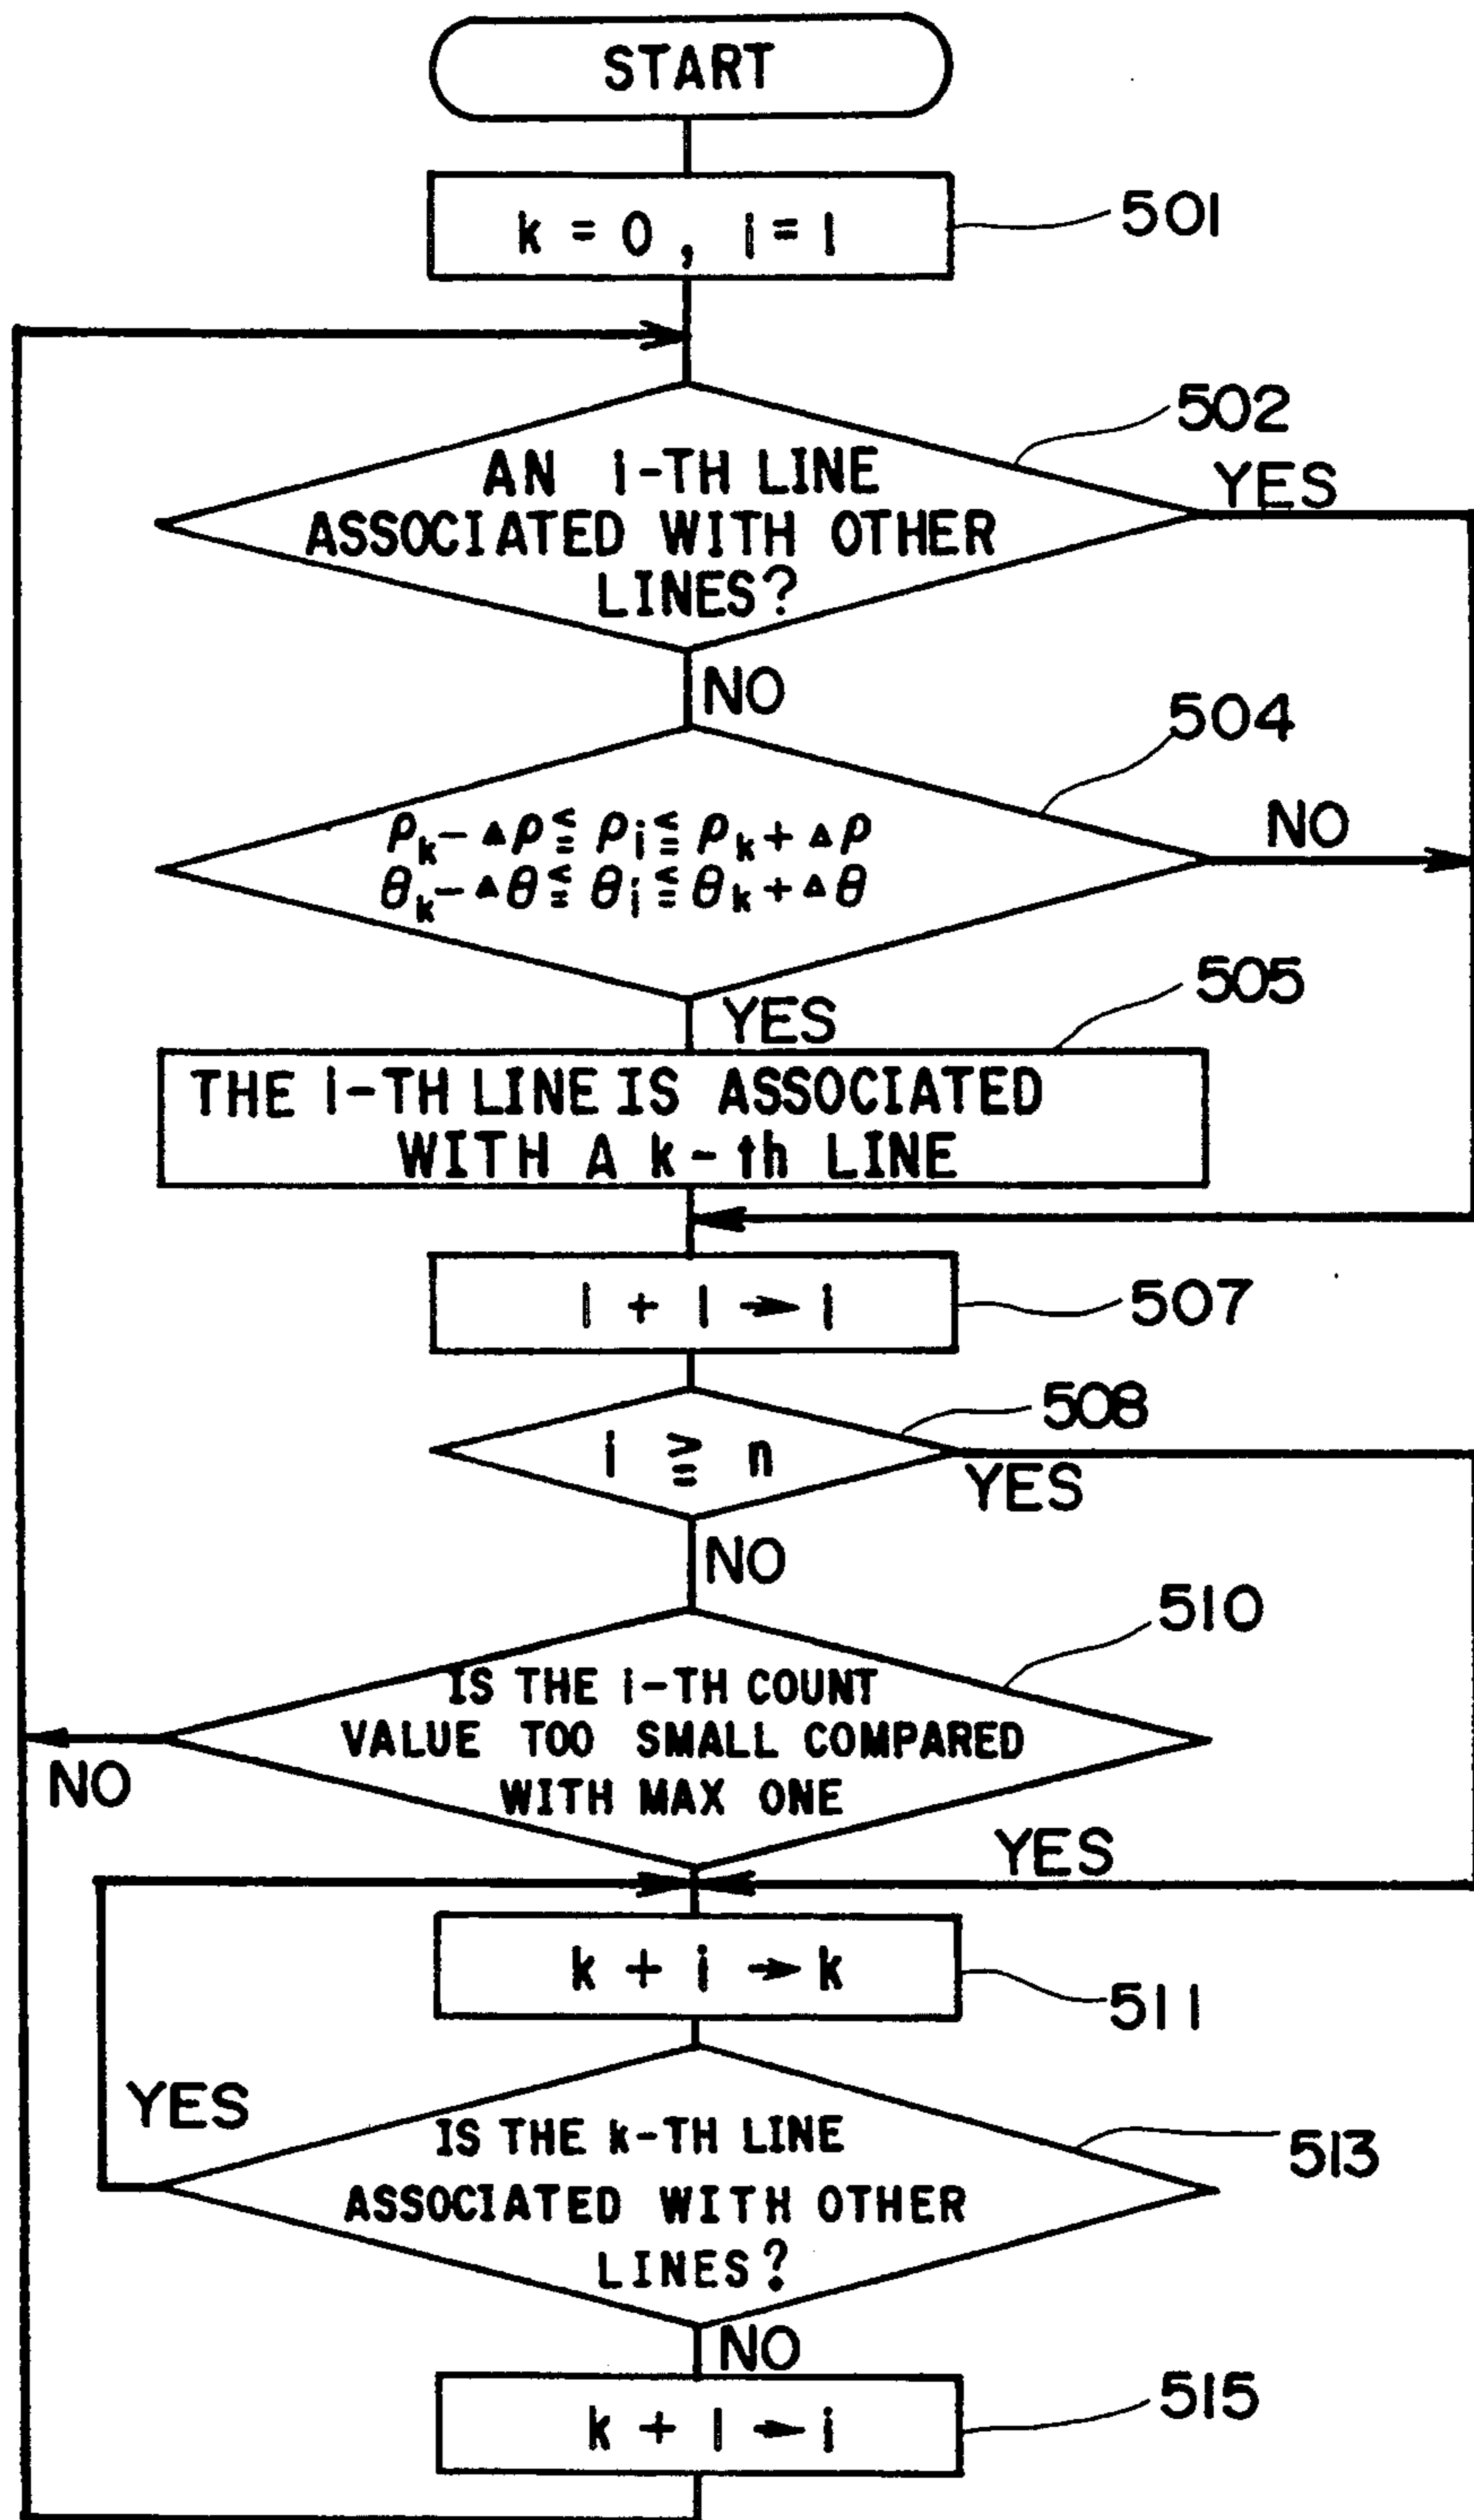 START
k = 0 , i = 1
501
502
AN i-TH LINE
ASSOCIATED WITH OTHER
LINES?
YES
NO
504
ρk − Δρ ≦ ρi ≦ ρk + Δρ
θk − Δθ ≦ θi ≦ θk + Δθ
NO
YES
505
THE i-TH LINE IS ASSOCIATED
WITH A k-th LINE
i + 1 → i
507
508
i ≧ n
YES
NO
510
IS THE i-TH COUNT
VALUE TOO SMALL COMPARED
WITH MAX ONE
NO
YES
k + i → k
511
YES
IS THE k-TH LINE
ASSOCIATED WITH OTHER
LINES?
513
NO
k + 1 → i
515